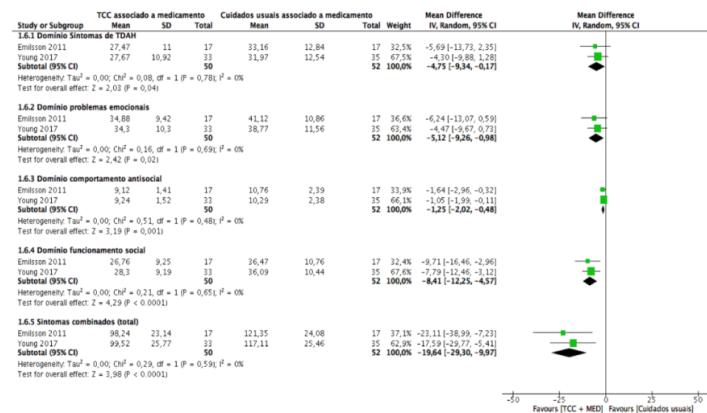 TCC associado a medicamento Cuidados usuais associado a medicamento Mean Difference Mean Difference
Study or Subgroup Mean SD Total Mean SD Total Weight IV, Random, 95% CI IV, Random, 95% CI
1.6.1 Domínio Sintomas de TDAH
Emilsson 2011 27,47 11 17 33,16 12,84 17 32,5% -5,69 [-13,73, 2,35]
Young 2017 27,67 10,92 33 31,97 12,54 35 67,5% -4,30 [-9,88, 1,28]
Subtotal (95% CI) 50 52 100,0% -4,75 [-9,34, -0,17]
Heterogeneity: Tau² = 0,00; Chi² = 0,08, df = 1 (P = 0,78); I² = 0%
Test for overall effect: Z = 2,03 (P = 0,04)
1.6.2 Domínio problemas emocionais
Emilsson 2011 34,88 9,42 17 41,12 10,86 17 36,6% -6,24 [-13,07, 0,59]
Young 2017 34,3 10,3 33 38,77 11,56 35 63,4% -4,47 [-9,67, 0,73]
Subtotal (95% CI) 50 52 100,0% -5,12 [-9,26, -0,98]
Heterogeneity: Tau² = 0,00; Chi² = 0,16, df = 1 (P = 0,69); I² = 0%
Test for overall effect: Z = 2,42 (P = 0,02)
1.6.3 Domínio comportamento antisocial
Emilsson 2011 9,12 1,41 17 10,76 2,39 17 33,9% -1,64 [-2,96, -0,32]
Young 2017 9,24 1,52 33 10,29 2,38 35 66,1% -1,05 [-1,99, -0,11]
Subtotal (95% CI) 50 52 100,0% -1,25 [-2,02, -0,48]
Heterogeneity: Tau² = 0,00; Chi² = 0,51, df = 1 (P = 0,48); I² = 0%
Test for overall effect: Z = 3,19 (P = 0,001)
1.6.4 Domínio funcionamento social
Emilsson 2011 26,76 9,25 17 36,47 10,76 17 32,4% -9,71 [-16,46, -2,96]
Young 2017 28,3 9,19 33 36,09 10,44 35 67,6% -7,79 [-12,46, -3,12]
Subtotal (95% CI) 50 52 100,0% -8,41 [-12,25, -4,57]
Heterogeneity: Tau² = 0,00; Chi² = 0,21, df = 1 (P = 0,65); I² = 0%
Test for overall effect: Z = 4,29 (P < 0.0001)
1.6.5 Sintomas combinados (total)
Emilsson 2011 98,24 23,14 17 121,35 24,08 17 37,1% -23,11 [-38,99, -7,23]
Young 2017 99,52 25,77 33 117,11 25,46 35 62,9% -17,59 [-29,77, -5,41]
Subtotal (95% CI) 50 52 100,0% -19,64 [-29,30, -9,97]
Heterogeneity: Tau² = 0,00; Chi² = 0,29, df = 1 (P = 0,59); I² = 0%
Test for overall effect: Z = 3,98 (P < 0.0001)
-50 -25 0 25 50
Favours [TCC + MED] Favours [Cuidados usuais]